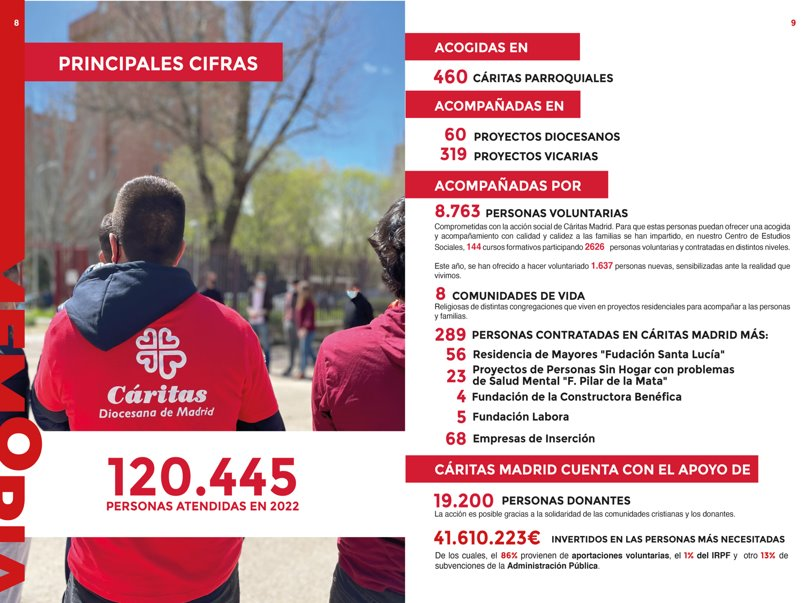 8
9
PRINCIPALES CIFRAS
MEMORIA
Cáritas
Diocesana de Madrid
120.445
PERSONAS ATENDIDAS EN 2022
ACOGIDAS EN
460 CÁRITAS PARROQUIALES
ACOMPAÑADAS EN
60 PROYECTOS DIOCESANOS
319 PROYECTOS VICARIAS
ACOMPAÑADAS POR
8.763 PERSONAS VOLUNTARIAS
Comprometidas con la acción social de Cáritas Madrid. Para que estas personas puedan ofrecer una acogida
y acompañamiento con calidad y calidez a las familias se han impartido, en nuestro Centro de Estudios
Sociales, 144 cursos formativos participando 2626 personas voluntarias y contratadas en distintos niveles.
Este año, se han ofrecido a hacer voluntariado 1.637 personas nuevas, sensibilizadas ante la realidad que
vivimos.
8 COMUNIDADES DE VIDA
Religiosas de distintas congregaciones que viven en proyectos residenciales para acompañar a las personas
y familias.
289 PERSONAS CONTRATADAS EN CÁRITAS MADRID MÁS:
56 Residencia de Mayores "Fudación Santa Lucía"
23 Proyectos de Personas Sin Hogar con problemas
de Salud Mental "F. Pilar de la Mata"
4 Fundación de la Constructora Benéfica
5 Fundación Labora
68 Empresas de Inserción
CÁRITAS MADRID CUENTA CON EL APOYO DE
19.200 PERSONAS DONANTES
La acción es posible gracias a la solidaridad de las comunidades cristianas y los donantes.
41.610.223€ INVERTIDOS EN LAS PERSONAS MÁS NECESITADAS
De los cuales, el 86% provienen de aportaciones voluntarias, el 1% del IRPF y otro 13% de
subvenciones de la Administración Pública.